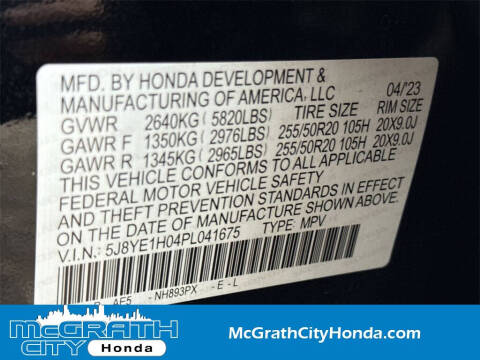 MFD. BY HONDA DEVELOPMENT & 04/'23
MANUFACTURING OF AMERICA, LLC
GVWR 2640KG ( 5820LBS) TIRE SIZE RIM SIZE
GAWR F 1350KG ( 2976LBS) 255/50R20 105H 20X9.0J
GAWR R 1345KG ( 2965LBS) 255/50R20 105H 20X9.0J
THIS VEHICLE CONFORMS TO ALL APPLICABLE
FEDERAL MOTOR VEHICLE SAFETY
AND THEFT PREVENTION STANDARDS IN EFFECT
ON THE DATE OF MANUFACTURE SHOWN ABOVE.
V.I.N.: 5J8YE1H04PL041675 TYPE: MPV
AE5 -NH893PX -E-L
McGRATH
CITY
Honda
McGrathCityHonda.com